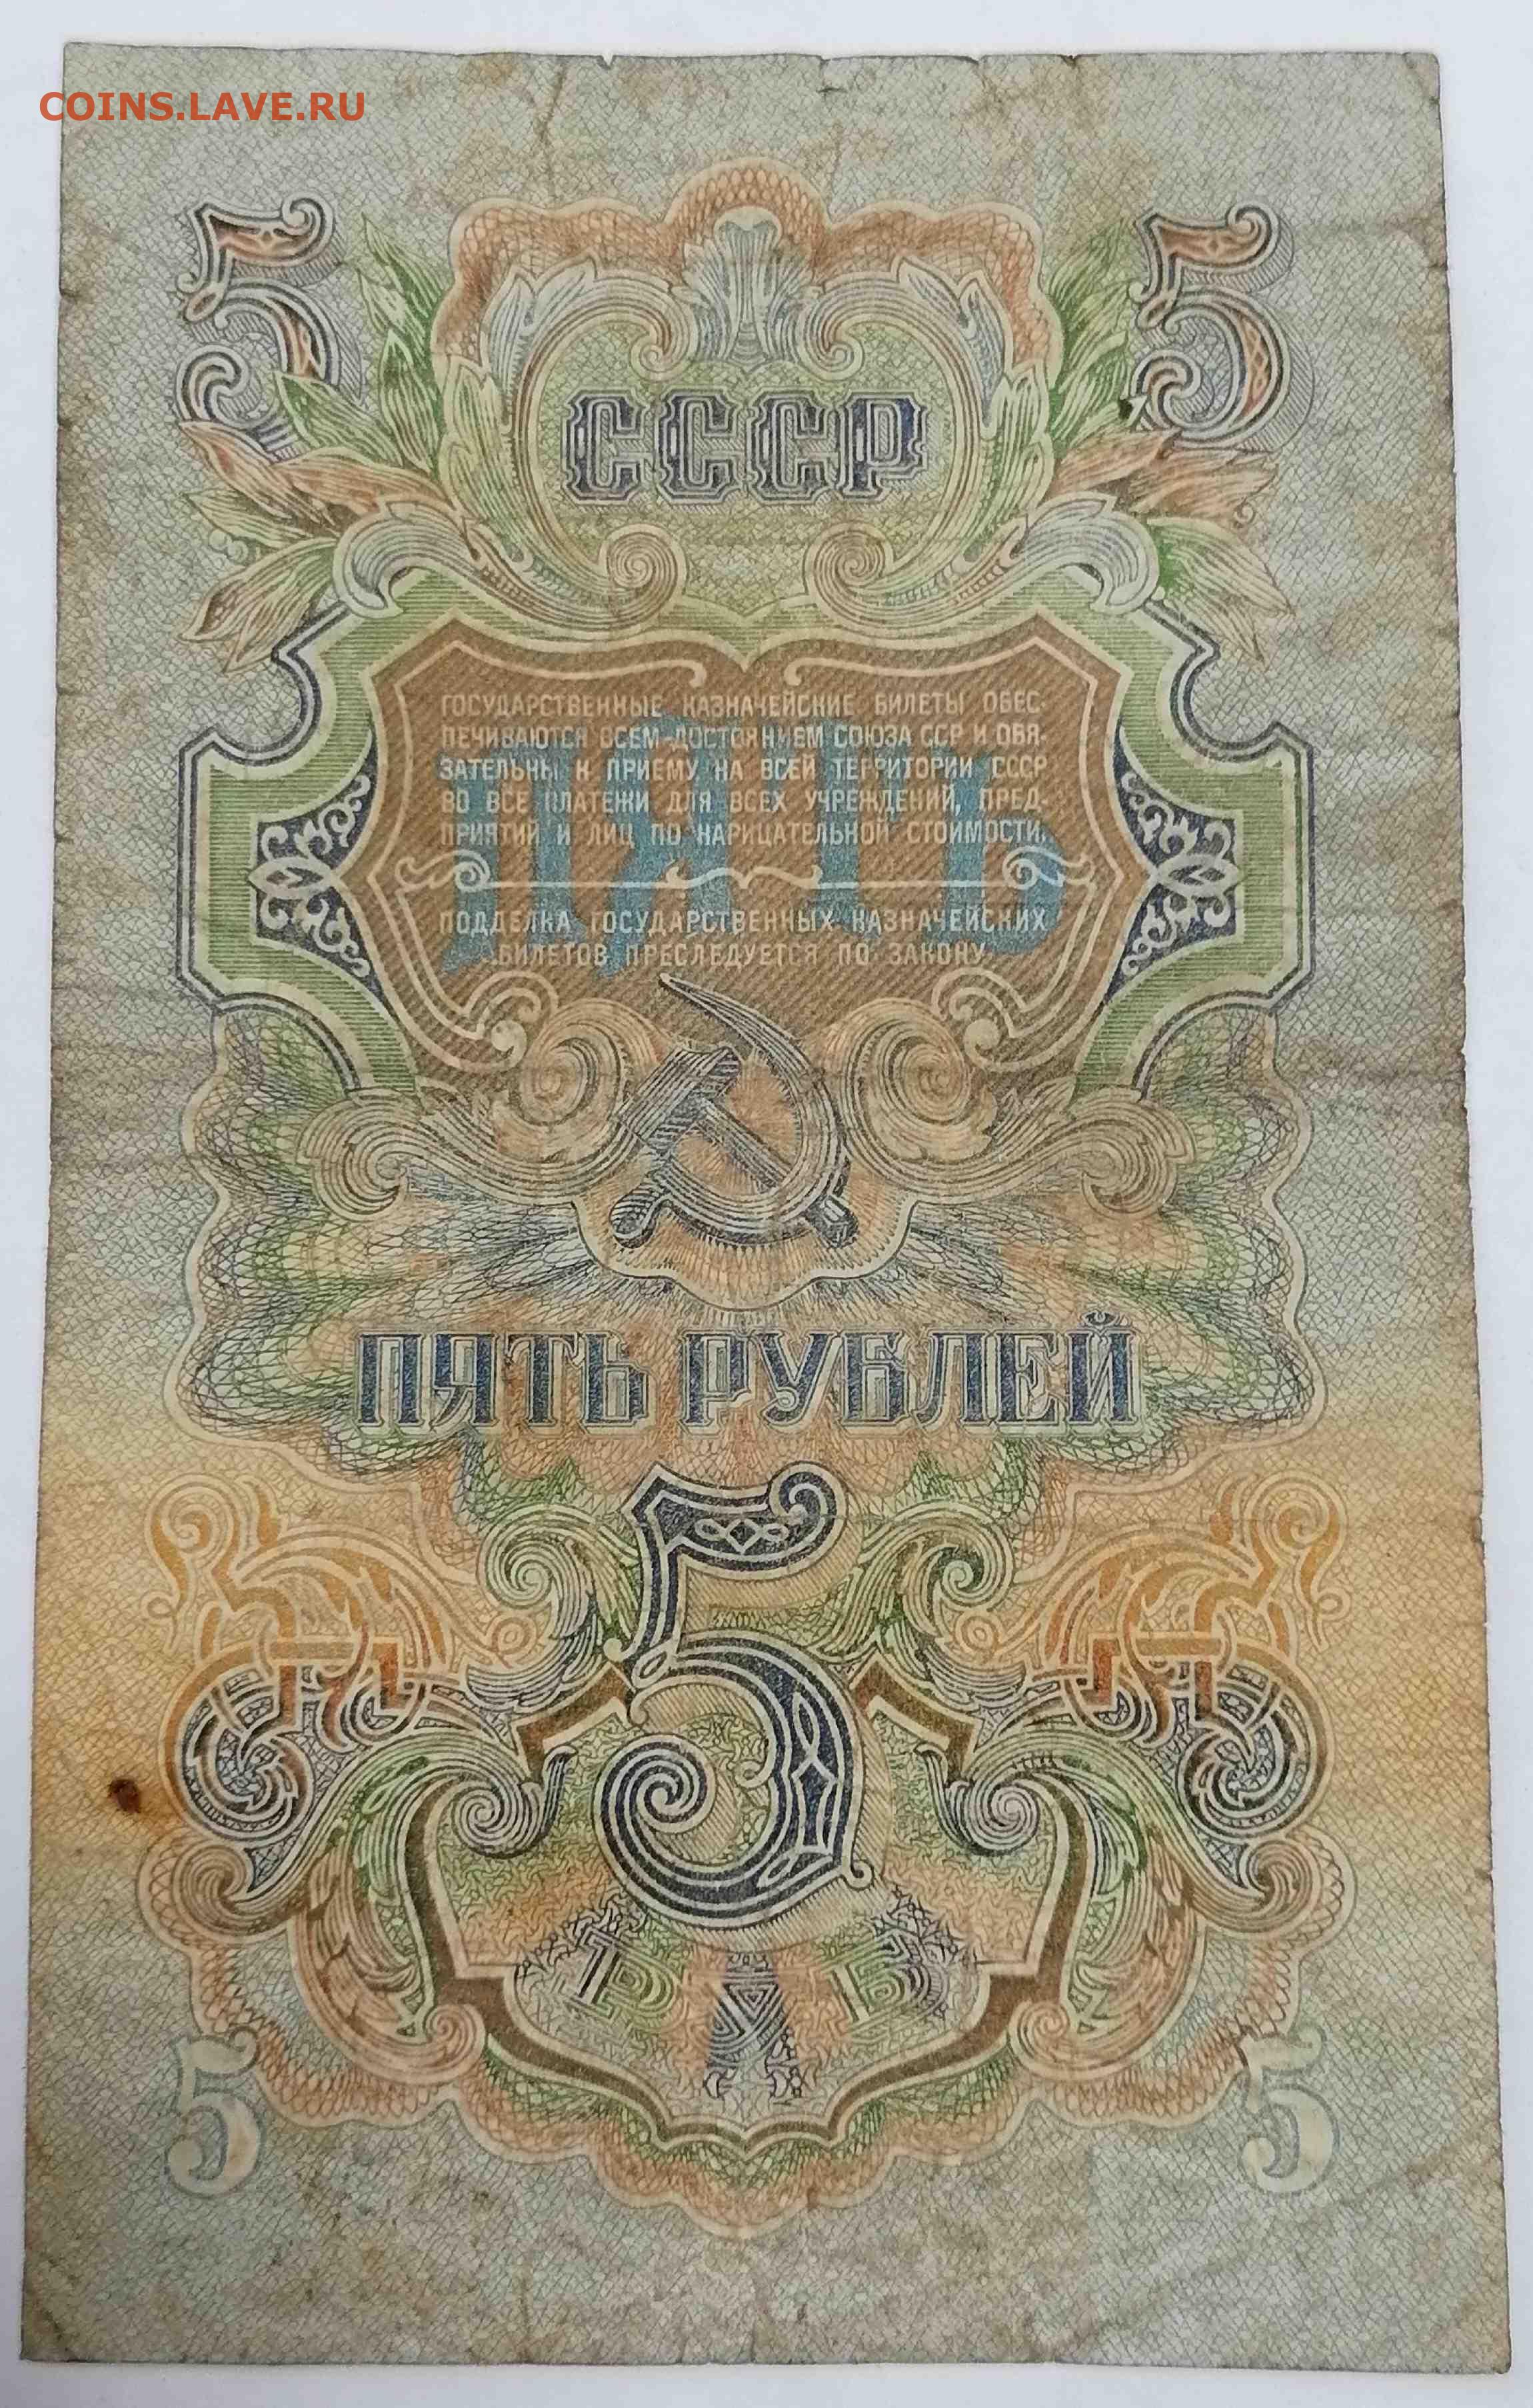 COINS.LAVE.RU
5 5
СССР
ГОСУДАРСТВЕННЫЕ КАЗНАЧЕЙСКИЕ БИЛЕТЫ ОБЕС-
ПЕЧИВАЮТСЯ ВСЕМ ДОСТОЯНИЕМ СОЮЗА ССР И ОБЯ-
ЗАТЕЛЬНЫ К ПРИЕМУ НА ВСЕЙ ТЕРРИТОРИИ СССР
ВО ВСЕ ПЛАТЕЖИ ДЛЯ ВСЕХ УЧРЕЖДЕНИЙ, ПРЕД-
ПРИЯТИЙ И ЛИЦ ПО НАРИЦАТЕЛЬНОЙ СТОИМОСТИ.
ПЯТЬ
ПОДДЕЛКА ГОСУДАРСТВЕННЫХ КАЗНАЧЕЙСКИХ
БИЛЕТОВ ПРЕСЛЕДУЕТСЯ ПО ЗАКОНУ
ПЯТЬ РУБЛЕЙ
5
РУБ
5 5